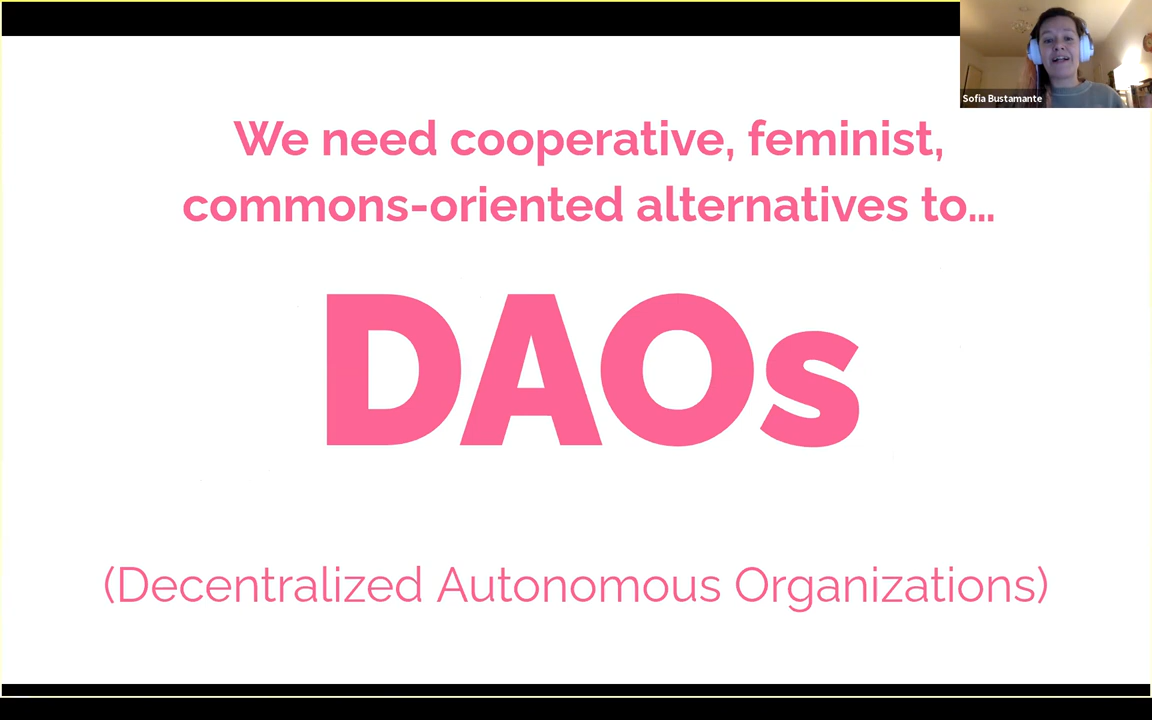 Sofia Bustamante
We need cooperative, feminist,
commons-oriented alternatives to...
DAOs
(Decentralized Autonomous Organizations)